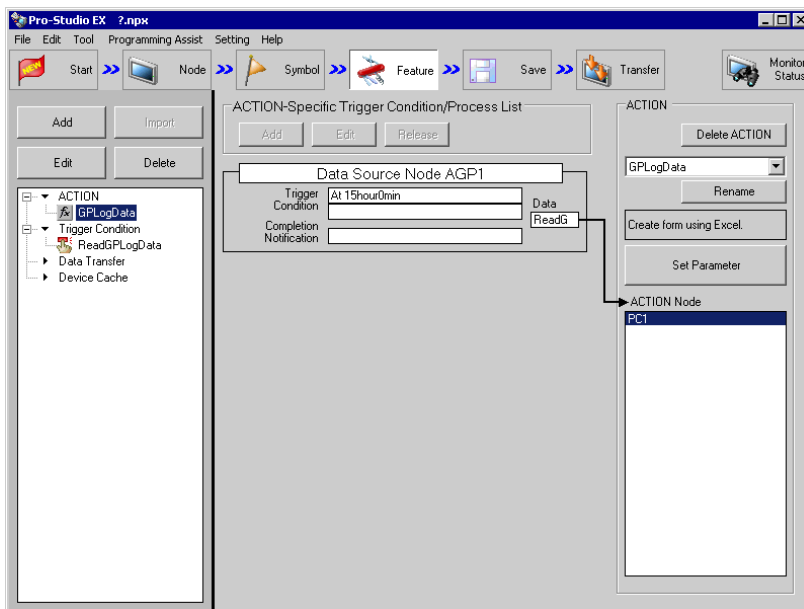 Pro-Studio EX ?.npx
File Edit Tool Programming Assist Setting Help
NEW Start Node Symbol Feature Save Transfer Monitor Status
Add Import
Edit Delete
ACTION
fx GPLogData
Trigger Condition
ReadGPLogData
Data Transfer
Device Cache
ACTION-Specific Trigger Condition/Process List
Add Edit Release
Data Source Node AGP1
Trigger Condition
At 15hour0min
Data
ReadG
Completion Notification
ACTION
Delete ACTION
GPLogData
Rename
Create form using Excel.
Set Parameter
ACTION Node
PC1